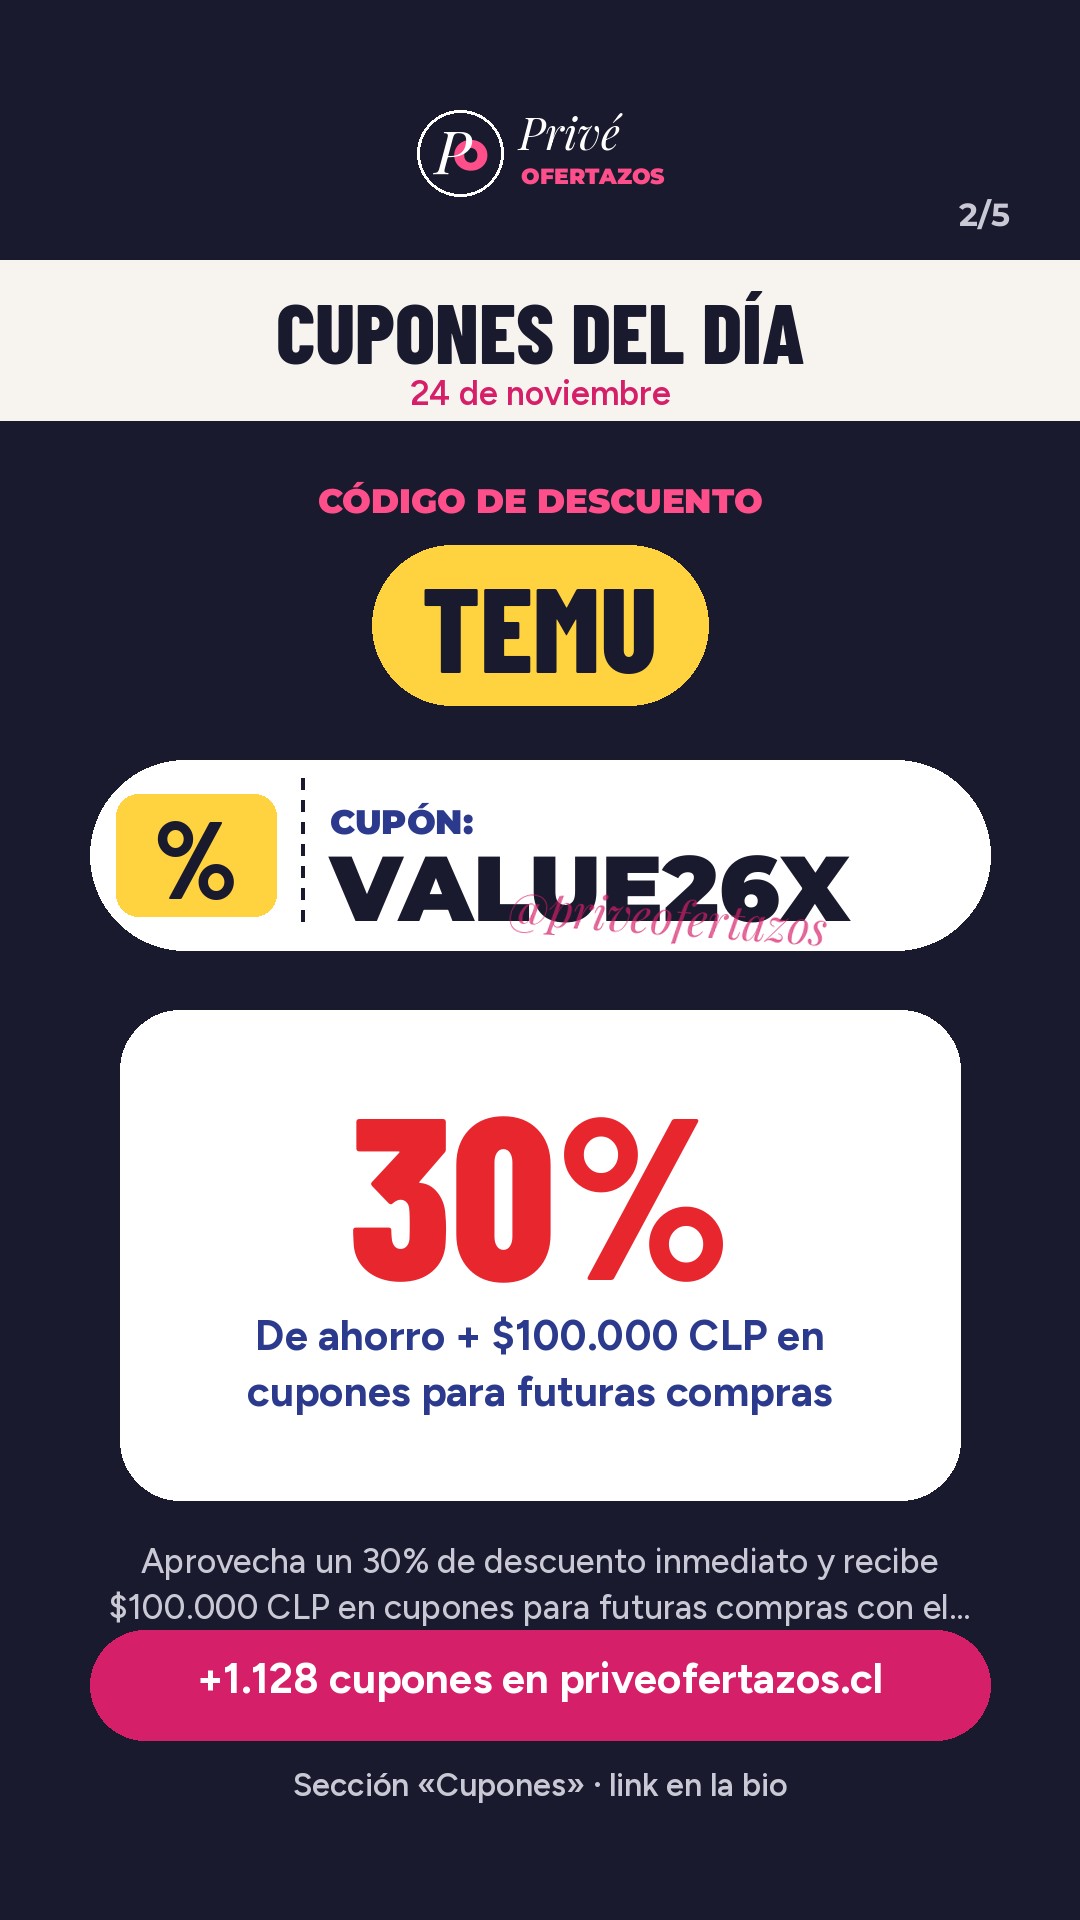 PO
Privé
OFERTAZOS
2/5
CUPONES DEL DÍA
24 de noviembre
CÓDIGO DE DESCUENTO
TEMU
%
CUPÓN:
VALUE26X
@priveofertazos
30%
De ahorro + $100.000 CLP en
cupones para futuras compras
Aprovecha un 30% de descuento inmediato y recibe
$100.000 CLP en cupones para futuras compras con el...
+1.128 cupones en priveofertazos.cl
Sección «Cupones» · link en la bio